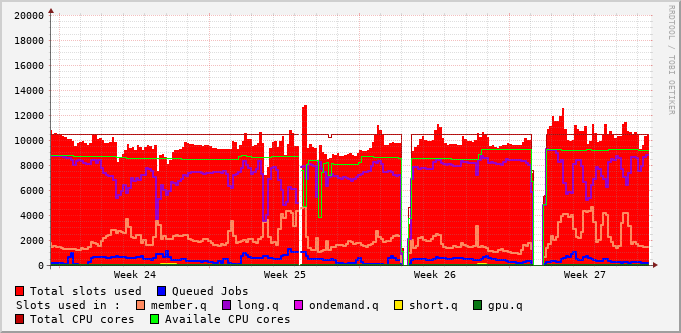 20000
18000
16000
14000
12000
10000
8000
6000
4000
2000
0
Week 24 Week 25 Week 26 Week 27
Total slots used Queued Jobs
Slots used in : member.q long.q ondemand.q short.q gpu.q
Total CPU cores Availale CPU cores
RRDTOOL / TOBI OETIKER